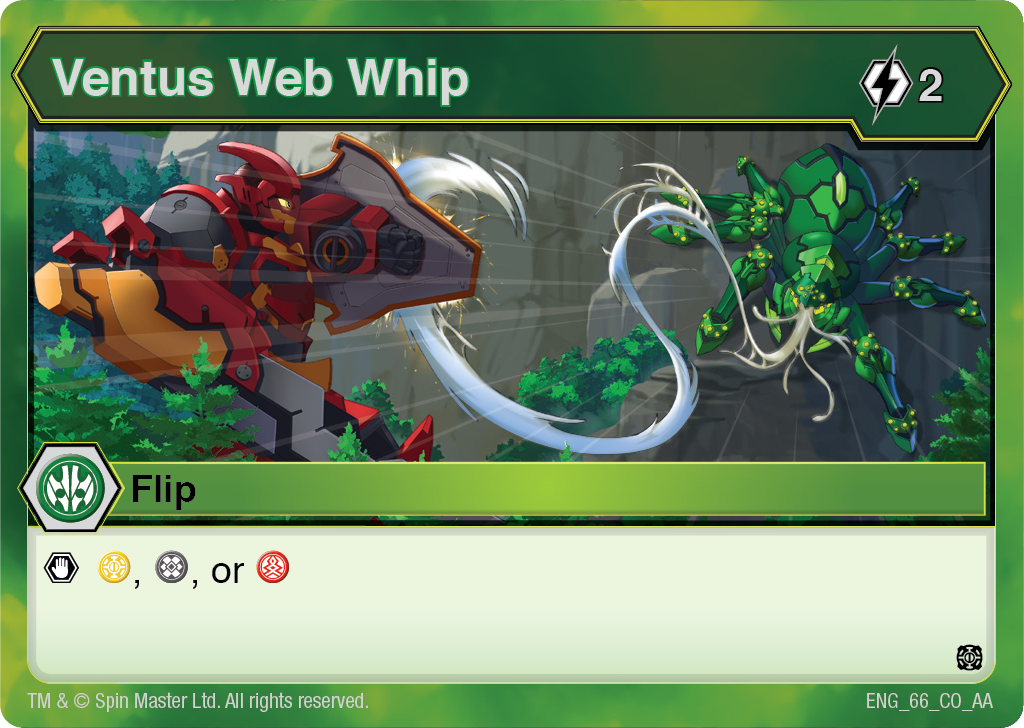 Ventus Web Whip
2
Flip
, , or
TM & © Spin Master Ltd. All rights reserved.
ENG_66_CO_AA